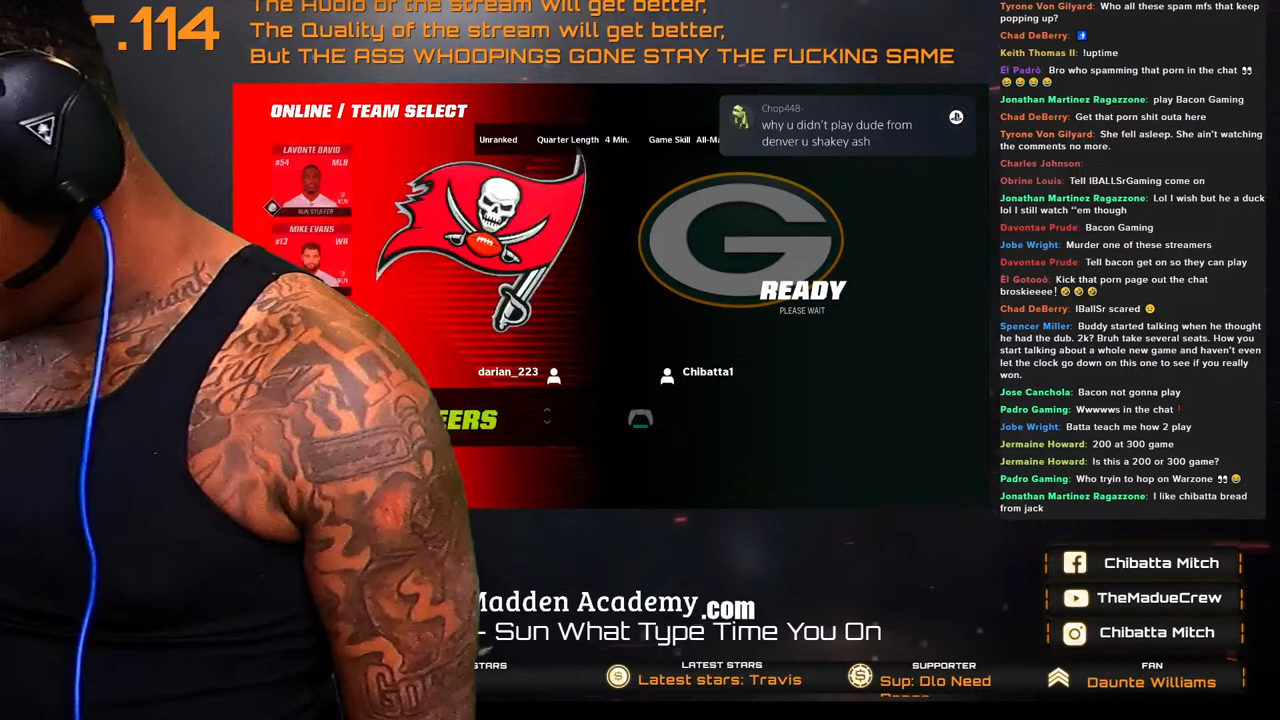 .114
The Audio of the stream will get better,
The Quality of the stream will get better,
But THE ASS WHOOPINGS GONE STAY THE FUCKING SAME
ONLINE / TEAM SELECT
Chop448-
why u didn't play dude from
denver u shakey ash
Unranked Quarter Length 4 Min. Game Skill All-Ma
LAVONTE DAVID
#54 MLB
RUN STUFFER
MIKE EVANS
#13 WR
G
READY
PLEASE WAIT
darian_223
Chibatta1
EERS
Tyrone Von Gilyard: Who all these spam mfs that keep
popping up?
Chad DeBerry:
Keith Thomas II: !uptime
Él Padrò: Bro who spamming that porn in the chat 👀
😂 😂 😂 😂
Jonathan Martinez Ragazzone: play Bacon Gaming
Chad DeBerry: Get that porn shit outa here
Tyrone Von Gilyard: She fell asleep. She ain't watching
the comments no more.
Charles Johnson:
Obrine Louis: Tell IBALLSrGaming come on
Jonathan Martinez Ragazzone: Lol I wish but he a duck
lol I still watch "em though
Davontae Prude: Bacon Gaming
Jobe Wright: Murder one of these streamers
Davontae Prude: Tell bacon get on so they can play
Èl Gotooó: Kick that porn page out the chat
broskieeee! 🤣 🤣 🤣
Chad DeBerry: IBallSr scared
Spencer Miller: Buddy started talking when he thought
he had the dub. 2k? Bruh take several seats. How you
start talking about a whole new game and haven't even
let the clock go down on this one to see if you really
won.
Jose Canchola: Bacon not gonna play
Padro Gaming: Wwwwws in the chat❗
Jobe Wright: Batta teach me how 2 play
Jermaine Howard: 200 at 300 game
Jermaine Howard: Is this a 200 or 300 game?
Padro Gaming: Who tryin to hop on Warzone 👀 😂
Jonathan Martinez Ragazzone: I like chibatta bread
from jack
Chibatta Mitch
TheMadueCrew
Chibatta Mitch
Madden Academy.com
- Sun What Type Time You On
STARS
LATEST STARS
Latest stars: Travis
SUPPORTER
Sup: Dlo Need
FAN
Daunte Williams